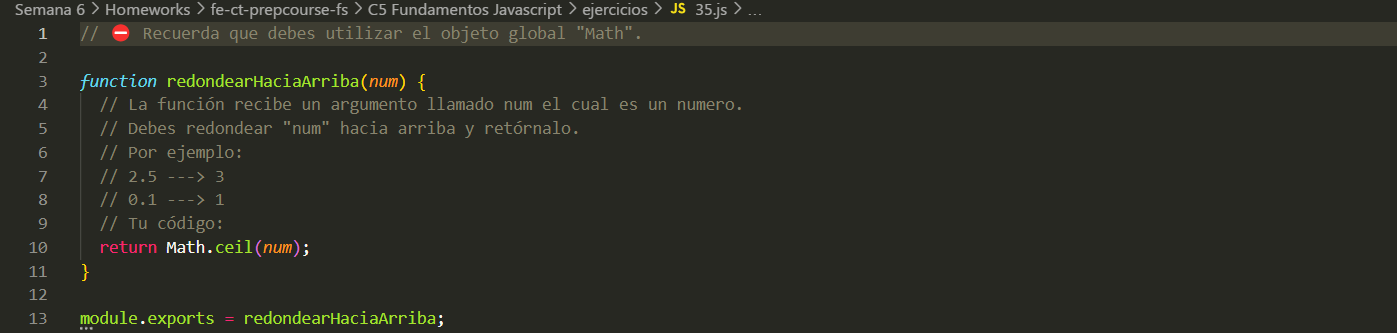 Semana 6 > Homeworks > fe-ct-prepcourse-fs > C5 Fundamentos Javascript > ejercicios > JS 35.js > ...
1 // ⛔ Recuerda que debes utilizar el objeto global "Math".
2
3 function redondearHaciaArriba(num) {
4   // La función recibe un argumento llamado num el cual es un numero.
5   // Debes redondear "num" hacia arriba y retórnalo.
6   // Por ejemplo:
7   // 2.5 ---> 3
8   // 0.1 ---> 1
9   // Tu código:
10   return Math.ceil(num);
11 }
12
13 module.exports = redondearHaciaArriba;